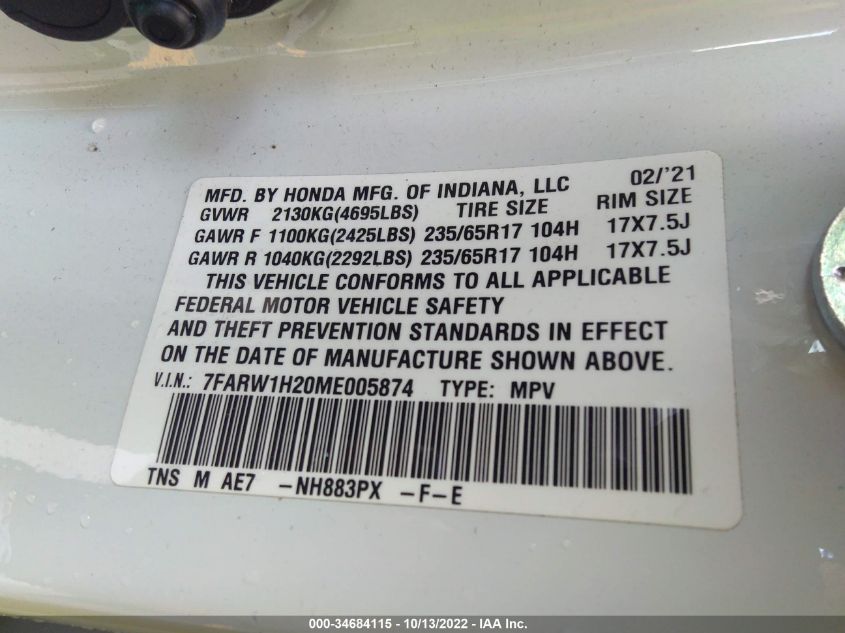 MFD. BY HONDA MFG. OF INDIANA, LLC 02/'21
GVWR 2130KG(4695LBS) TIRE SIZE RIM SIZE
GAWR F 1100KG(2425LBS) 235/65R17 104H 17X7.5J
GAWR R 1040KG(2292LBS) 235/65R17 104H 17X7.5J
THIS VEHICLE CONFORMS TO ALL APPLICABLE
FEDERAL MOTOR VEHICLE SAFETY
AND THEFT PREVENTION STANDARDS IN EFFECT
ON THE DATE OF MANUFACTURE SHOWN ABOVE.
V.I.N.: 7FARW1H20ME005874 TYPE: MPV
TNS M AE7 -NH883PX -F-E
000-34684115 - 10/13/2022 - IAA Inc.